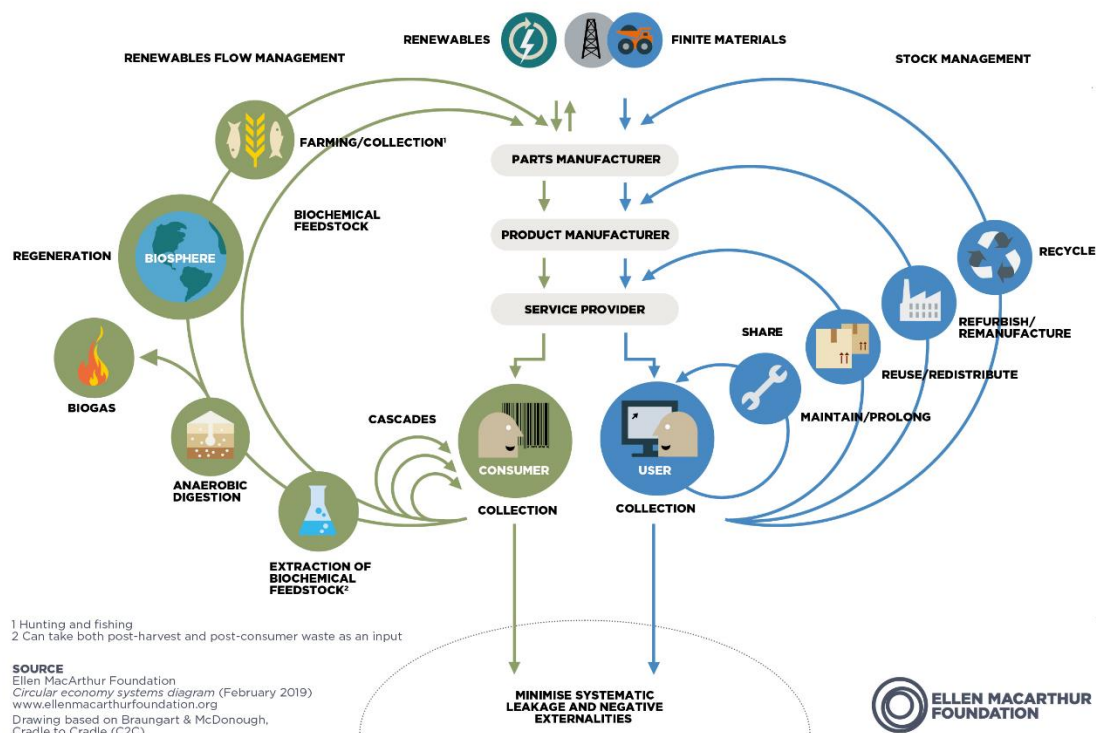 RENEWABLES
FINITE MATERIALS
RENEWABLES FLOW MANAGEMENT
STOCK MANAGEMENT
FARMING/COLLECTION¹
PARTS MANUFACTURER
BIOCHEMICAL
FEEDSTOCK
PRODUCT MANUFACTURER
REGENERATION
BIOSPHERE
RECYCLE
SERVICE PROVIDER
SHARE
REFURBISH/
REMANUFACTURE
REUSE/REDISTRIBUTE
BIOGAS
CASCADES
MAINTAIN/PROLONG
CONSUMER
USER
ANAEROBIC
DIGESTION
COLLECTION
COLLECTION
EXTRACTION OF
BIOCHEMICAL
FEEDSTOCK²
1 Hunting and fishing
2 Can take both post-harvest and post-consumer waste as an input
SOURCE
Ellen MacArthur Foundation
Circular economy systems diagram (February 2019)
www.ellenmacarthurfoundation.org
Drawing based on Braungart & McDonough,
Cradle to Cradle (C2C)
MINIMISE SYSTEMATIC
LEAKAGE AND NEGATIVE
EXTERNALITIES
ELLEN MACARTHUR
FOUNDATION